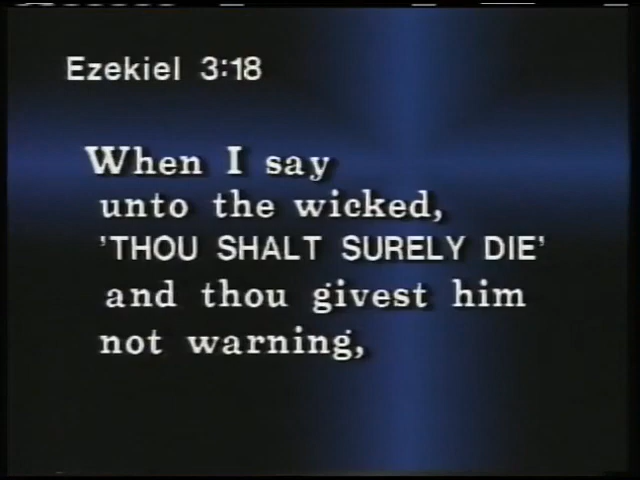 Ezekiel 3:18
When I say
unto the wicked,
'THOU SHALT SURELY DIE'
and thou givest him
not warning,